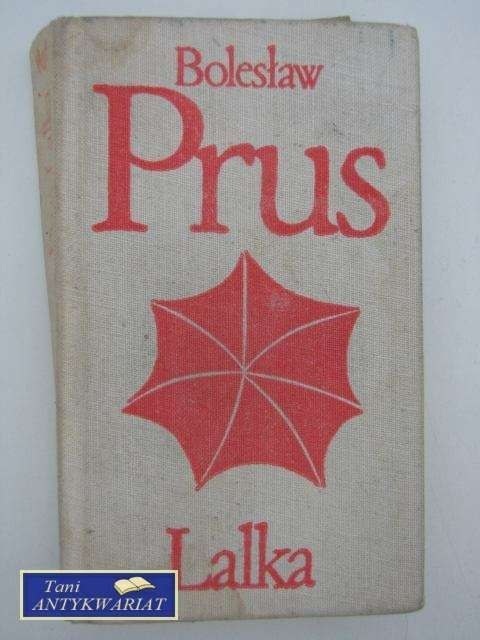 Bolesław
Prus
Lalka
Tani
ANTYKWARIAT